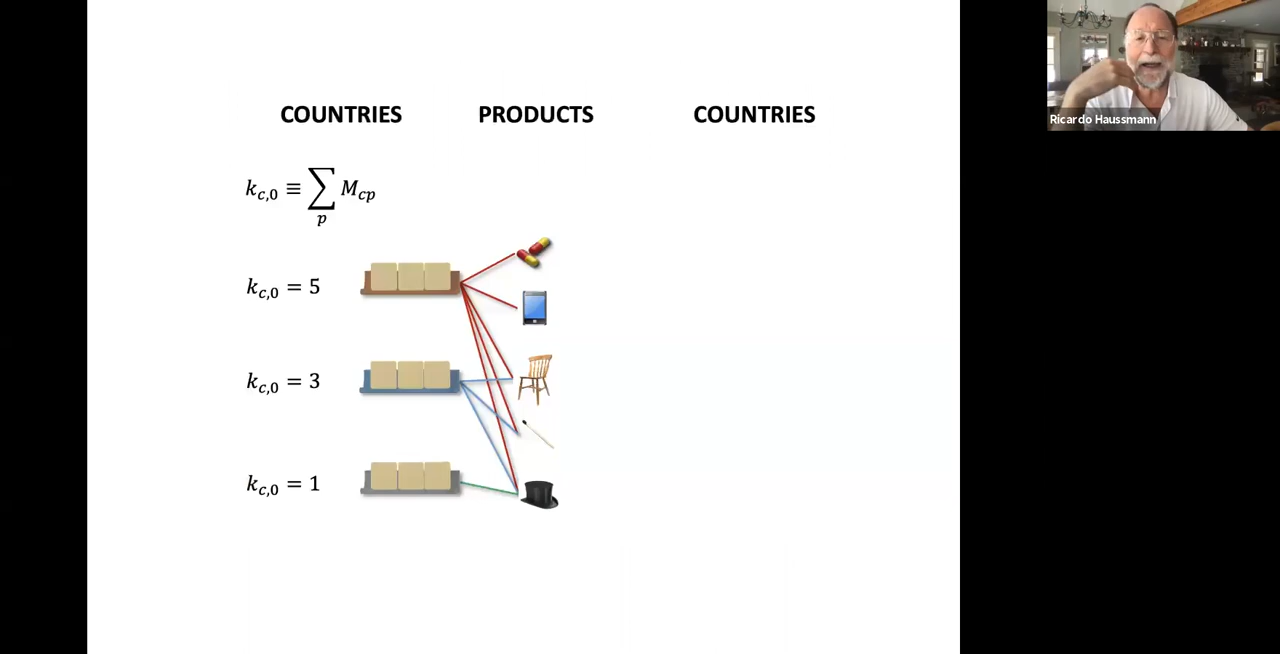 COUNTRIES PRODUCTS COUNTRIES
k_{c,0} ≡ ∑_p M_{cp}
k_{c,0} = 5
k_{c,0} = 3
k_{c,0} = 1
Ricardo Haussmann